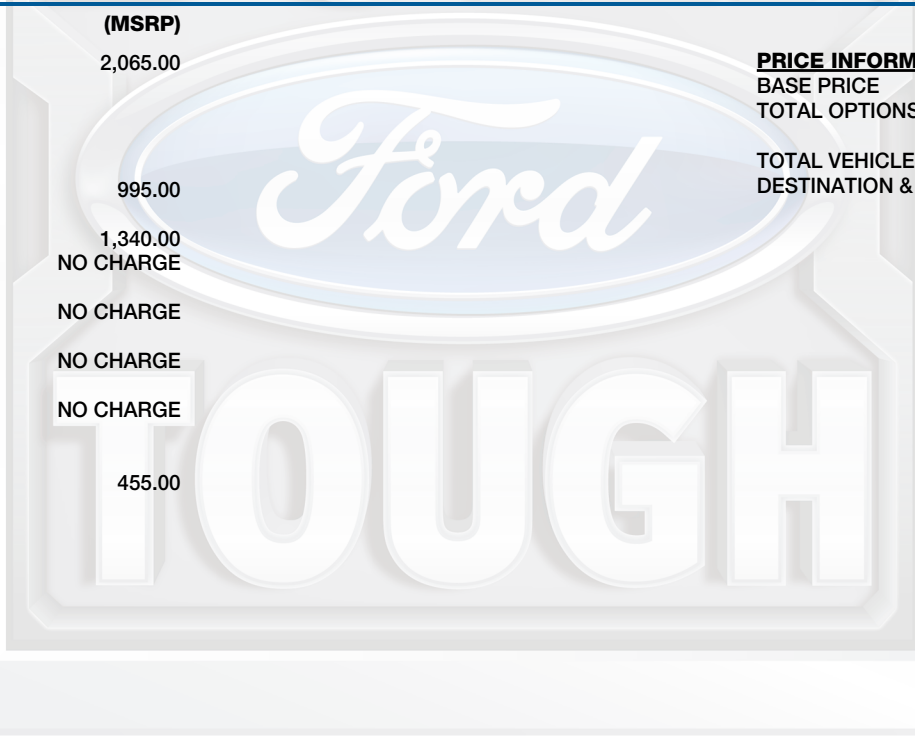 (MSRP)
2,065.00
995.00
1,340.00
NO CHARGE
NO CHARGE
NO CHARGE
NO CHARGE
455.00
PRICE INFORM
BASE PRICE
TOTAL OPTIONS
TOTAL VEHICLE
DESTINATION &
Ford
TOUGH